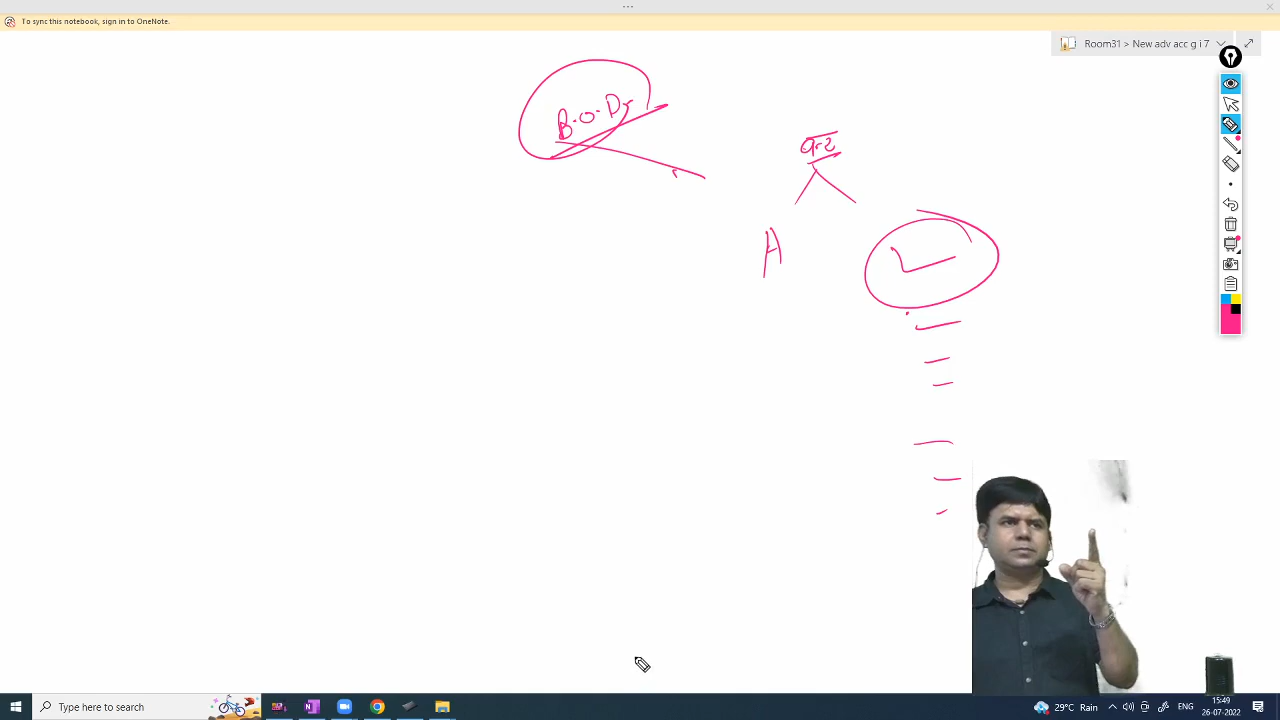 To sync this notebook, sign in to OneNote.
Room31 > New adv acc g i 7
B.O.Dr
A
Type here to search
29°C Rain
ENG
15:49
26-07-2022